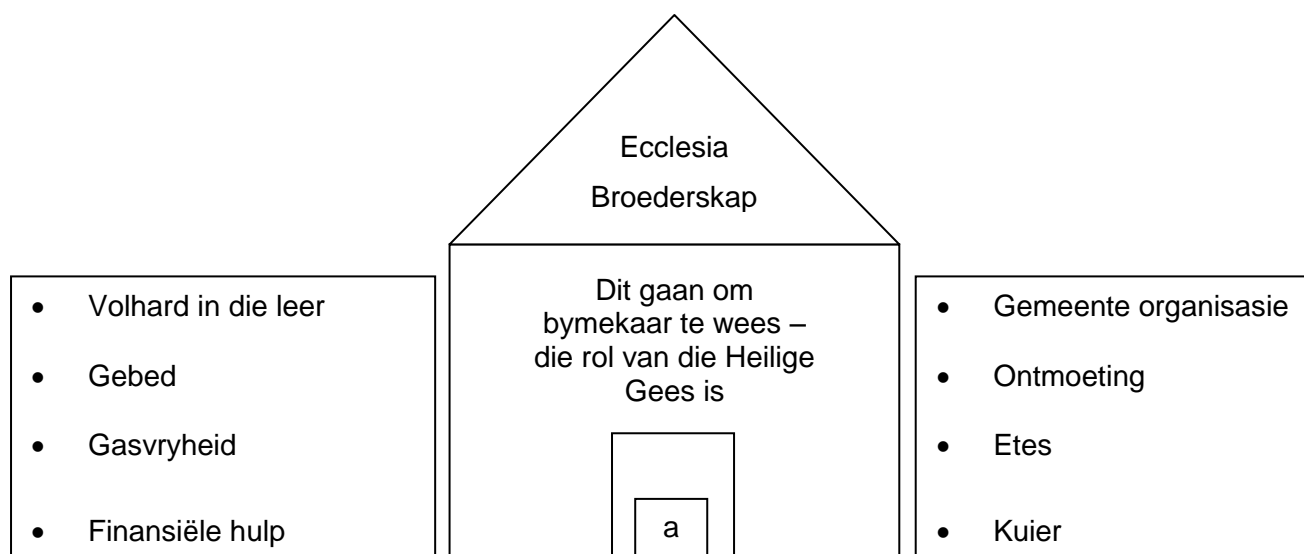 Ecclesia
Broederskap
• Volhard in die leer
• Gebed
• Gasvryheid
• Finansiële hulp
Dit gaan om
bymekaar te wees –
die rol van die Heilige
Gees is
a
• Gemeente organisasie
• Ontmoeting
• Etes
• Kuier